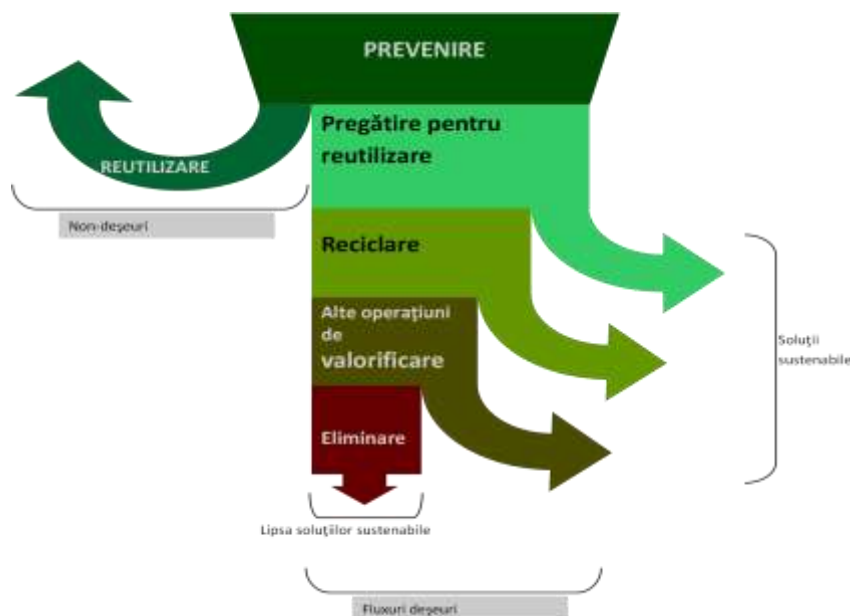 PREVENIRE
Pregătire pentru
reutilizare
REUTILIZARE
Non-deşeuri
Reciclare
Alte operaţiuni
de
valorificare
Soluţii
sustenabile
Eliminare
Lipsa soluţiilor sustenabile
Fluxuri deşeuri